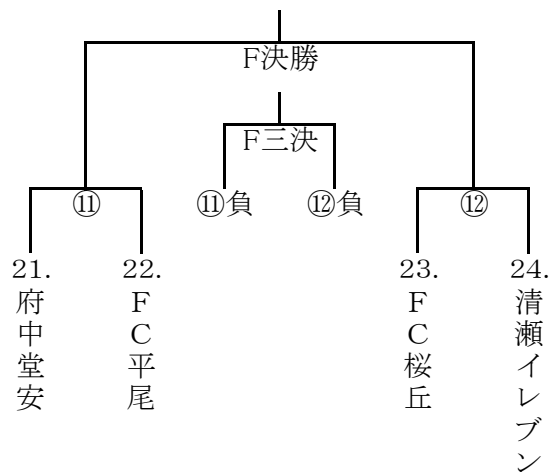 F決勝
F三決
⑪
⑪負
⑫負
⑫
21.
府中堂安
22.
FC平尾
23.
FC桜丘
24.
清瀬イレブン